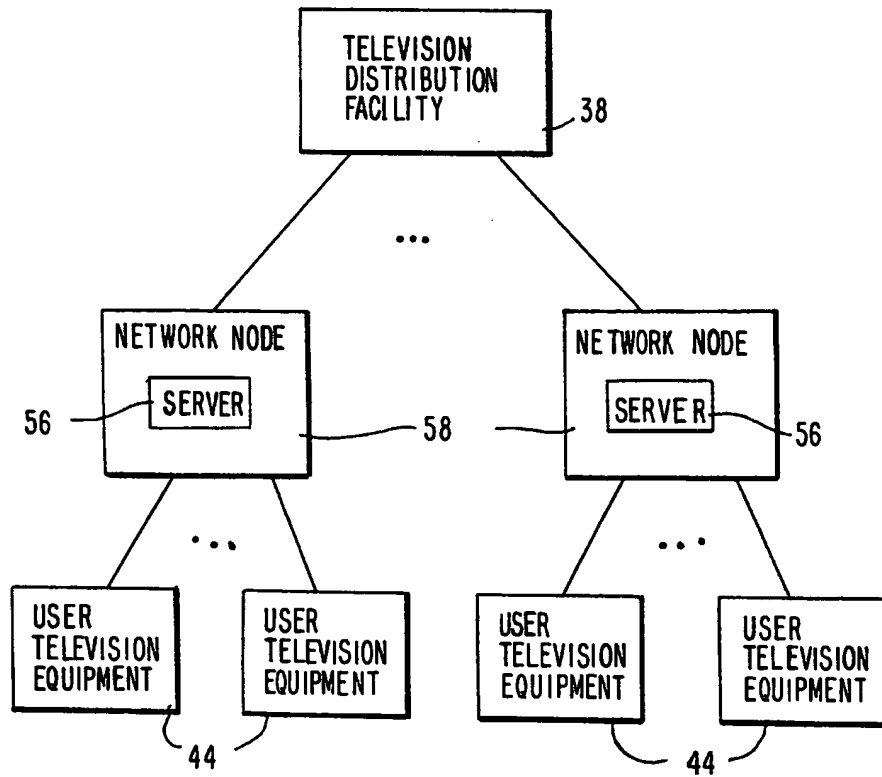 TELEVISION
DISTRIBUTION
FACILITY
38
NETWORK NODE
SERVER
56
58
NETWORK NODE
SERVER
56
USER
TELEVISION
EQUIPMENT
USER
TELEVISION
EQUIPMENT
44
USER
TELEVISION
EQUIPMENT
USER
TELEVISION
EQUIPMENT
44